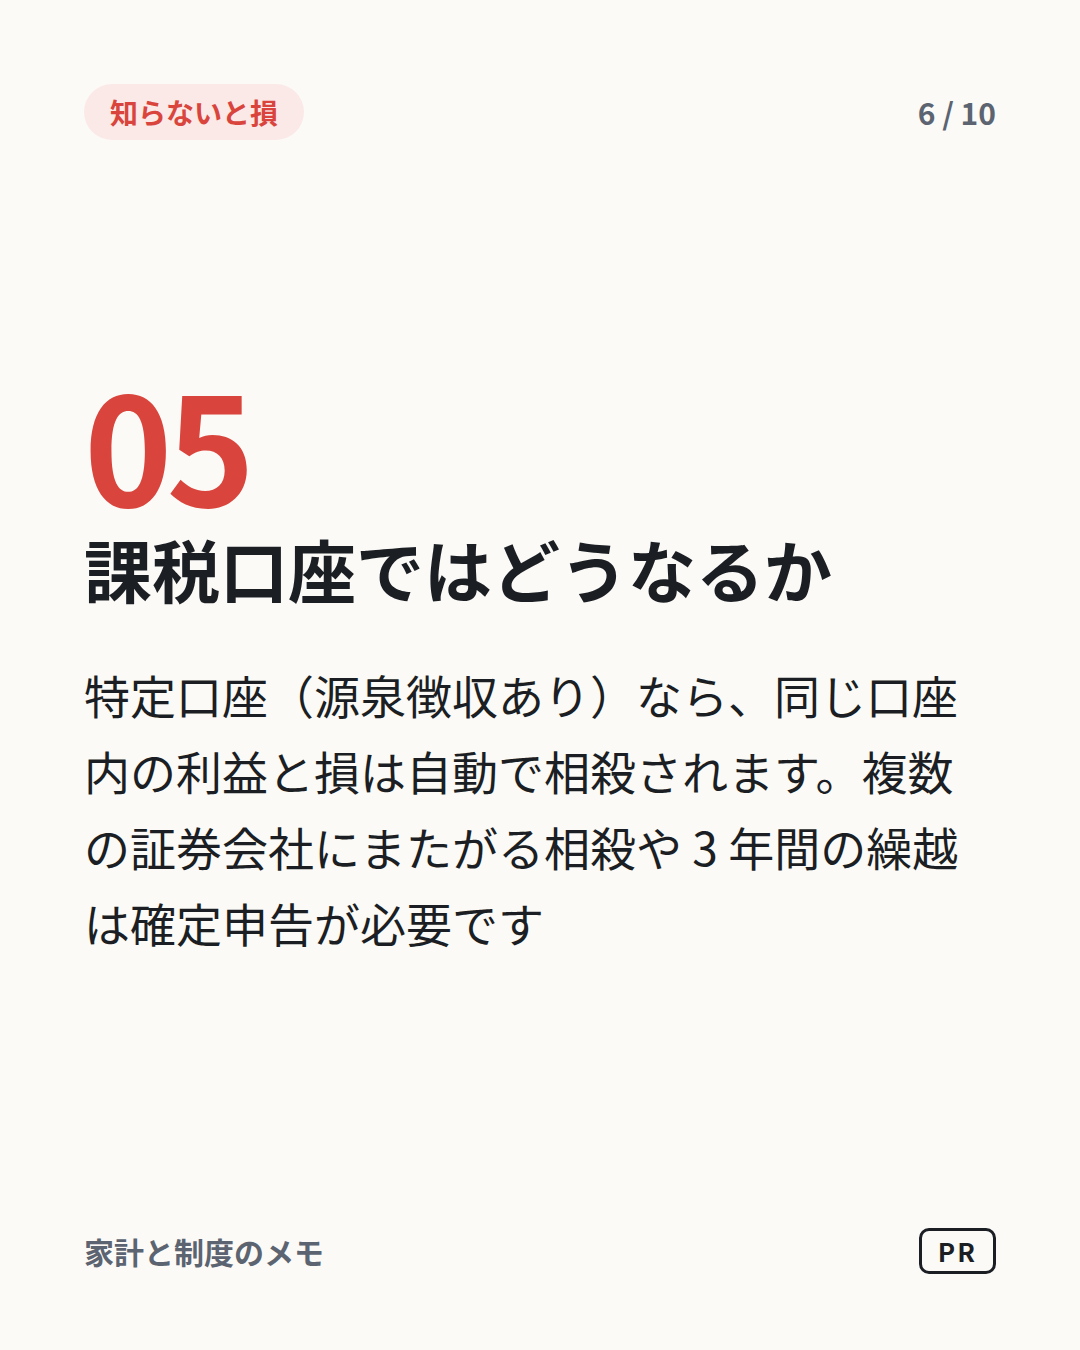 知らないと損
6 / 10
05
課税口座ではどうなるか
特定口座（源泉徴収あり）なら、同じ口座
内の利益と損は自動で相殺されます。複数
の証券会社にまたがる相殺や 3 年間の繰越
は確定申告が必要です
家計と制度のメモ
PR